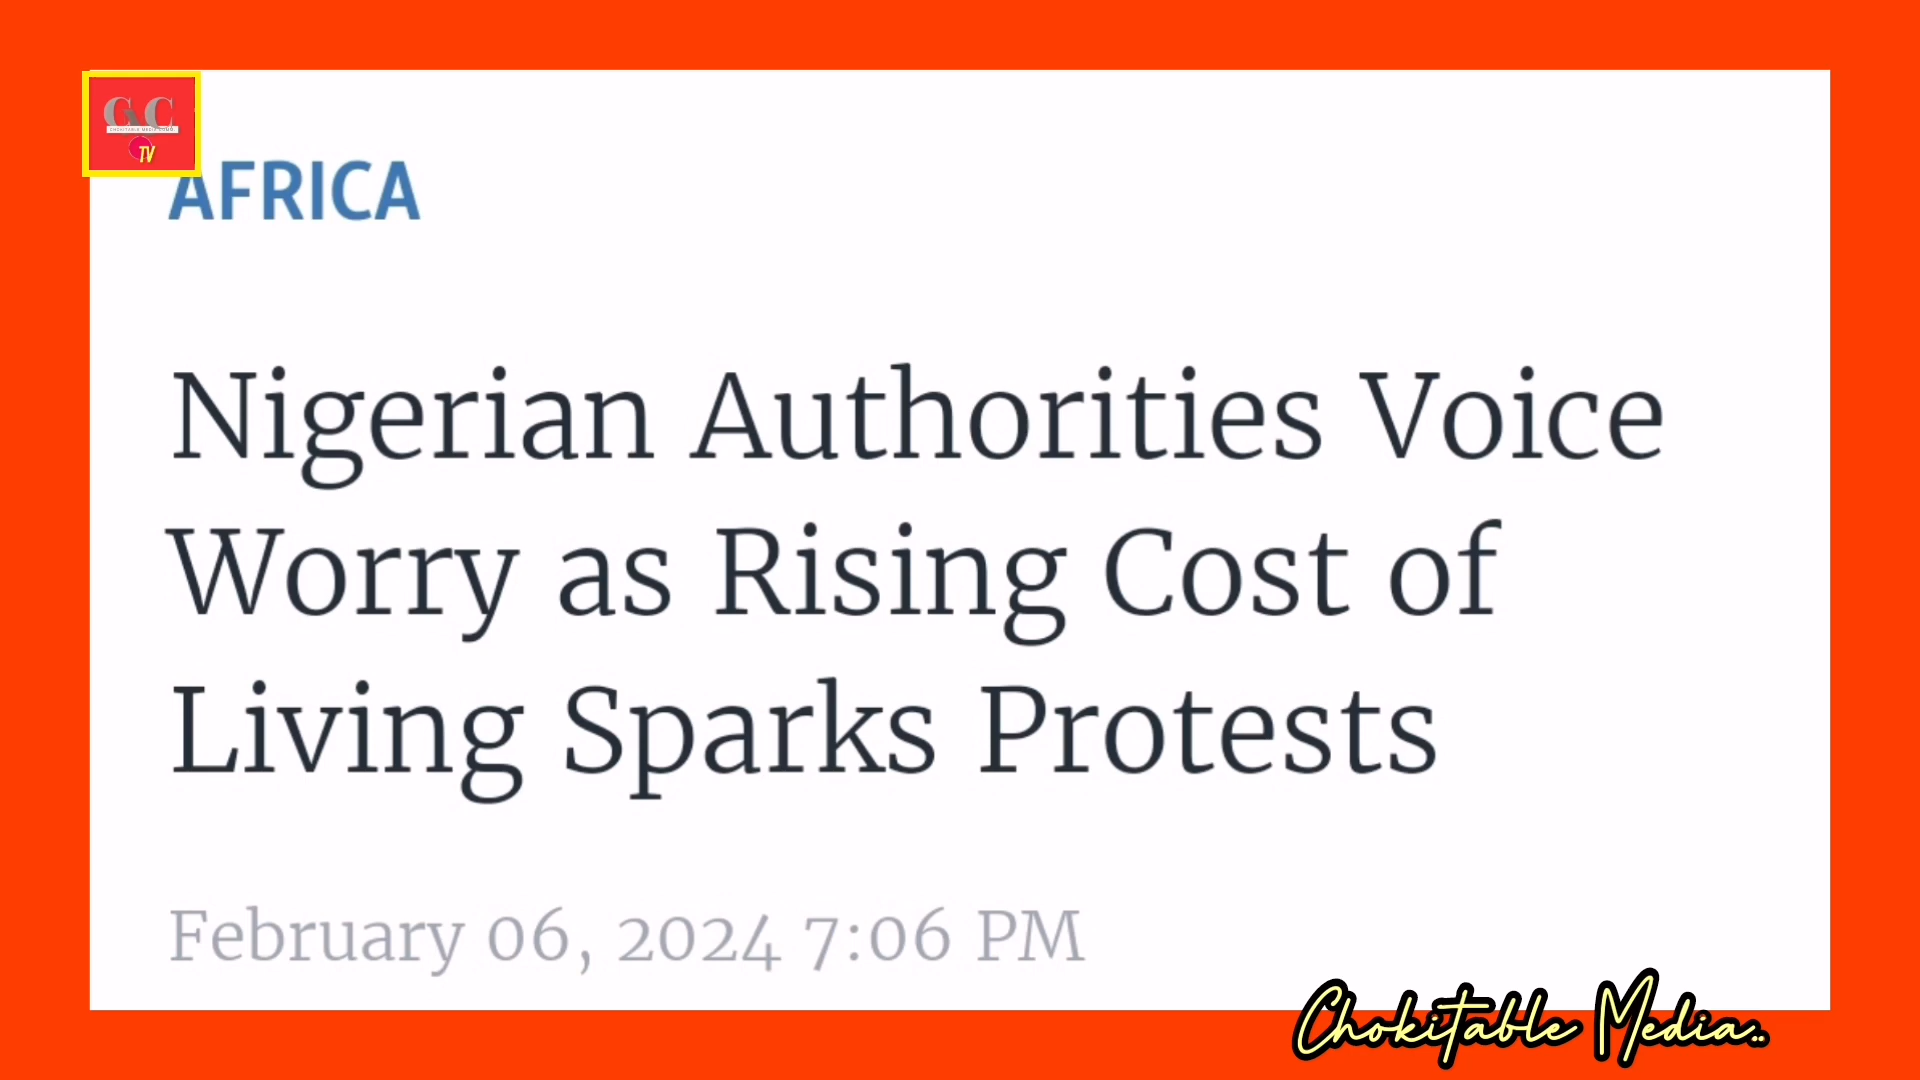 TV
AFRICA
Nigerian Authorities Voice
Worry as Rising Cost of
Living Sparks Protests
February 06, 2024 7:06 PM
Chokitable Media..